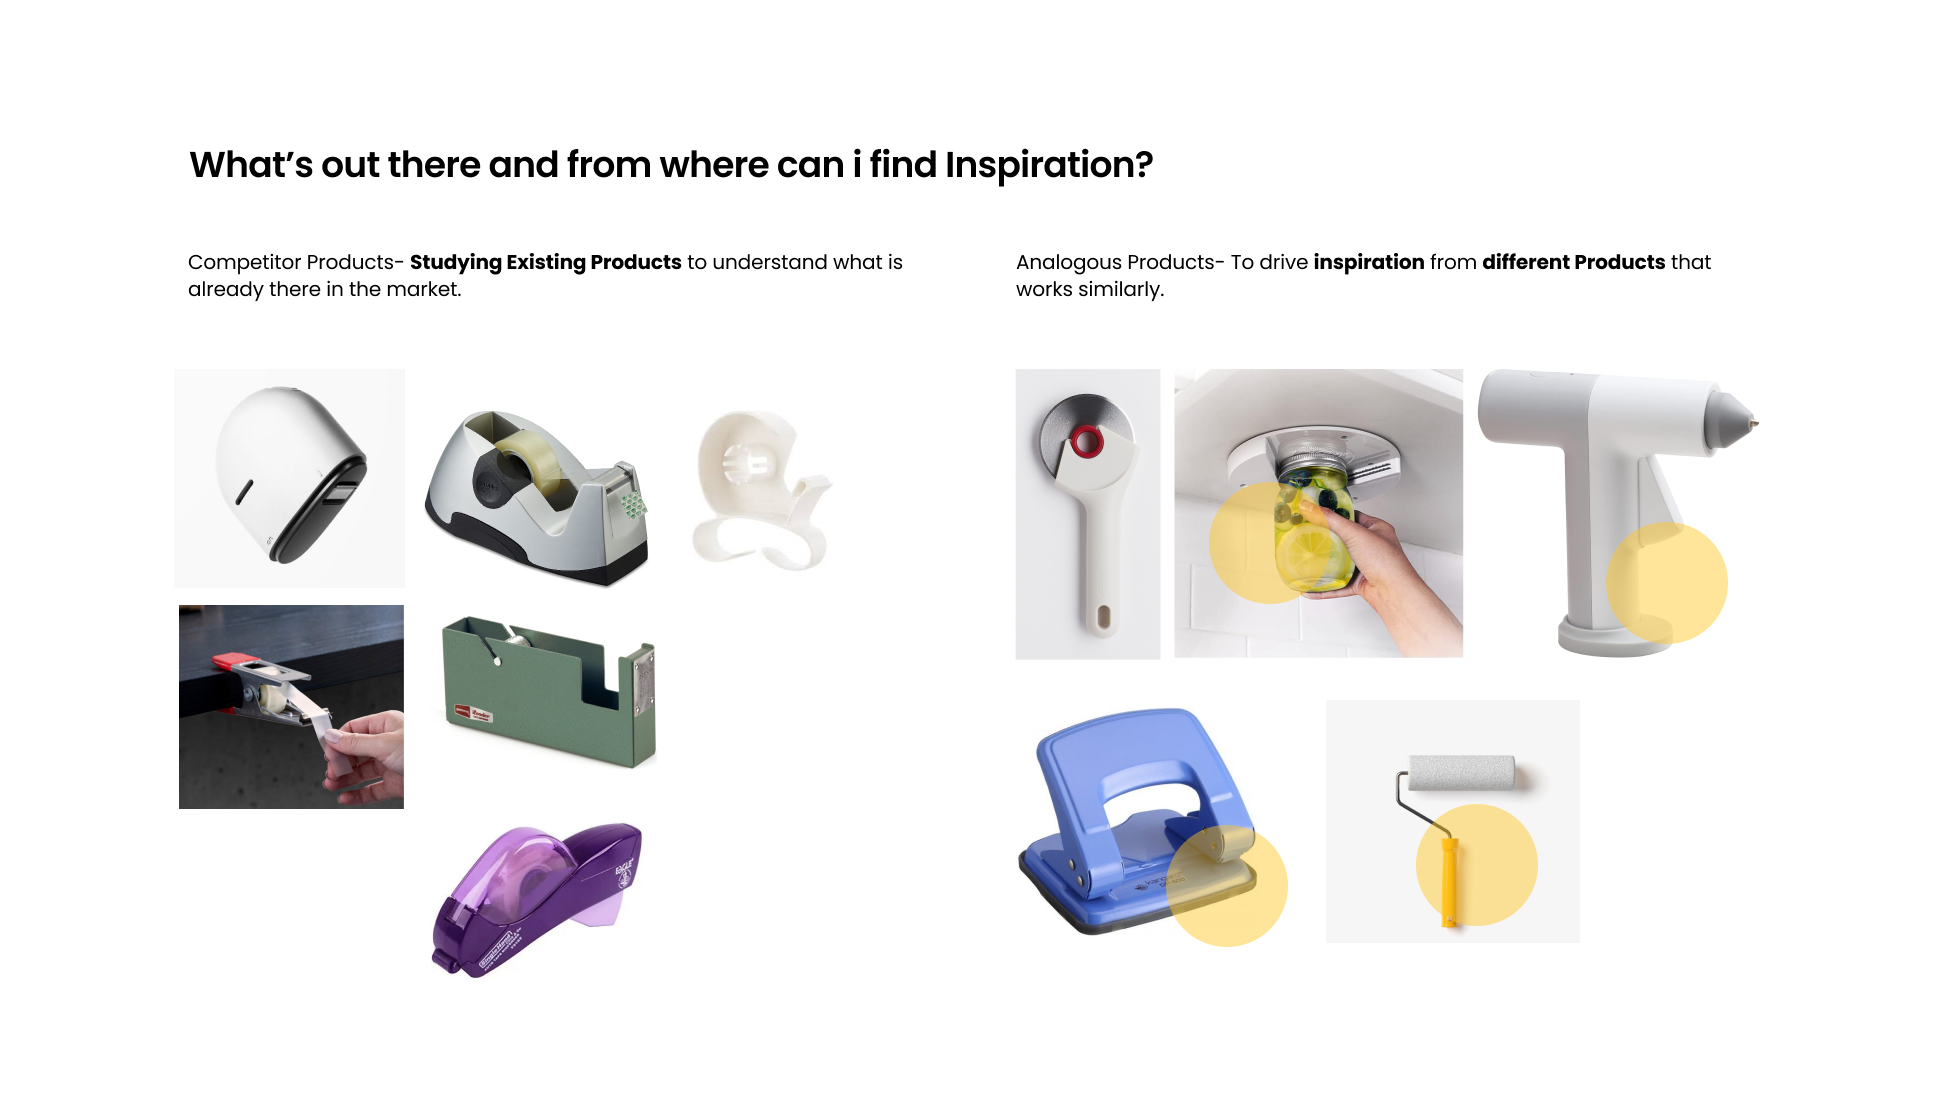 What's out there and from where can i find Inspiration?
Competitor Products- Studying Existing Products to understand what is
already there in the market.
Analogous Products- To drive inspiration from different Products that
works similarly.
EAGLE